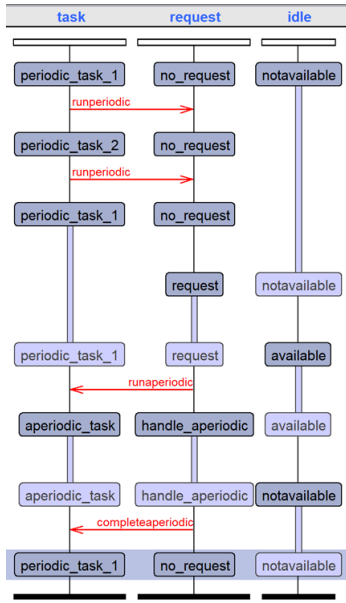 task request idle
periodic_task_1 no_request notavailable
runperiodic
periodic_task_2 no_request
runperiodic
periodic_task_1 no_request
request notavailable
periodic_task_1 request available
runaperiodic
aperiodic_task handle_aperiodic available
aperiodic_task handle_aperiodic notavailable
completeaperiodic
periodic_task_1 no_request notavailable